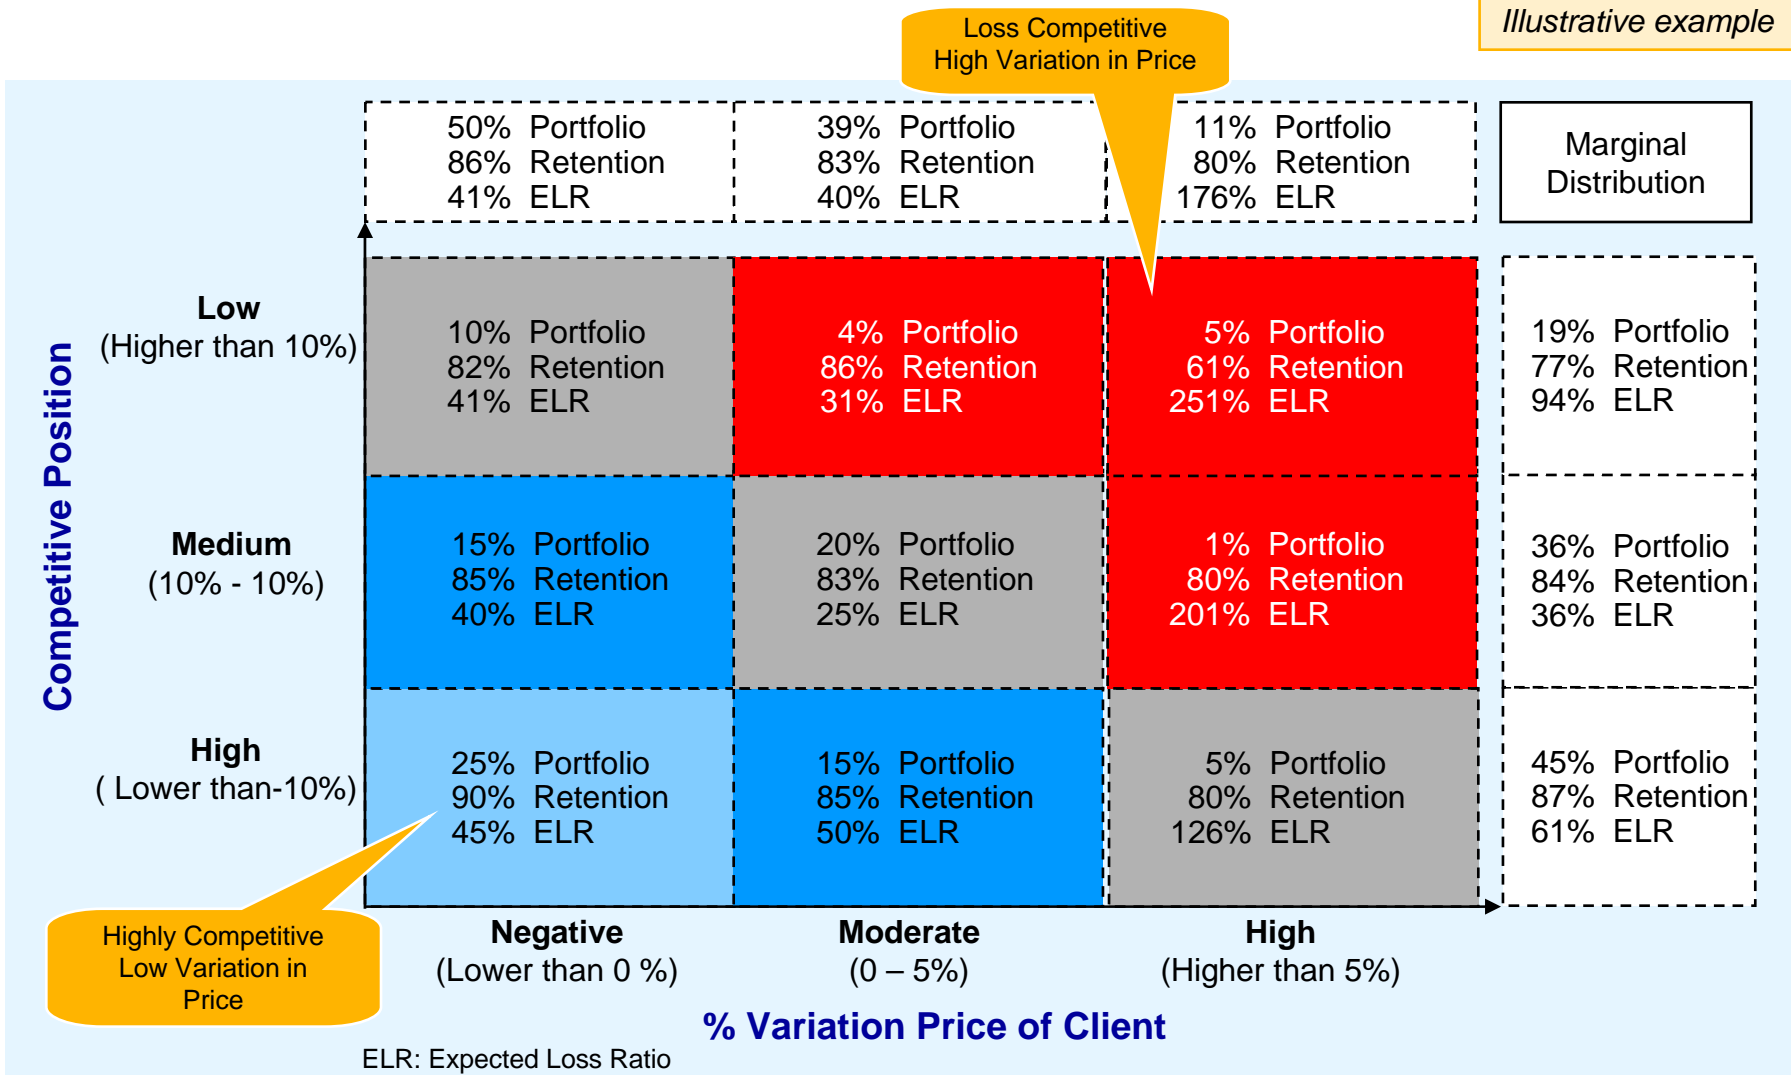 Illustrative example
Loss Competitive
High Variation in Price
50% Portfolio
86% Retention
41% ELR
39% Portfolio
83% Retention
40% ELR
11% Portfolio
80% Retention
176% ELR
Marginal
Distribution
Competitive Position
Low
(Higher than 10%)
10% Portfolio
82% Retention
41% ELR
4% Portfolio
86% Retention
31% ELR
5% Portfolio
61% Retention
251% ELR
19% Portfolio
77% Retention
94% ELR
Medium
(10% - 10%)
15% Portfolio
85% Retention
40% ELR
20% Portfolio
83% Retention
25% ELR
1% Portfolio
80% Retention
201% ELR
36% Portfolio
84% Retention
36% ELR
High
( Lower than-10%)
25% Portfolio
90% Retention
45% ELR
15% Portfolio
85% Retention
50% ELR
5% Portfolio
80% Retention
126% ELR
45% Portfolio
87% Retention
61% ELR
Highly Competitive
Low Variation in
Price
Negative
(Lower than 0 %)
Moderate
(0 – 5%)
High
(Higher than 5%)
% Variation Price of Client
ELR: Expected Loss Ratio